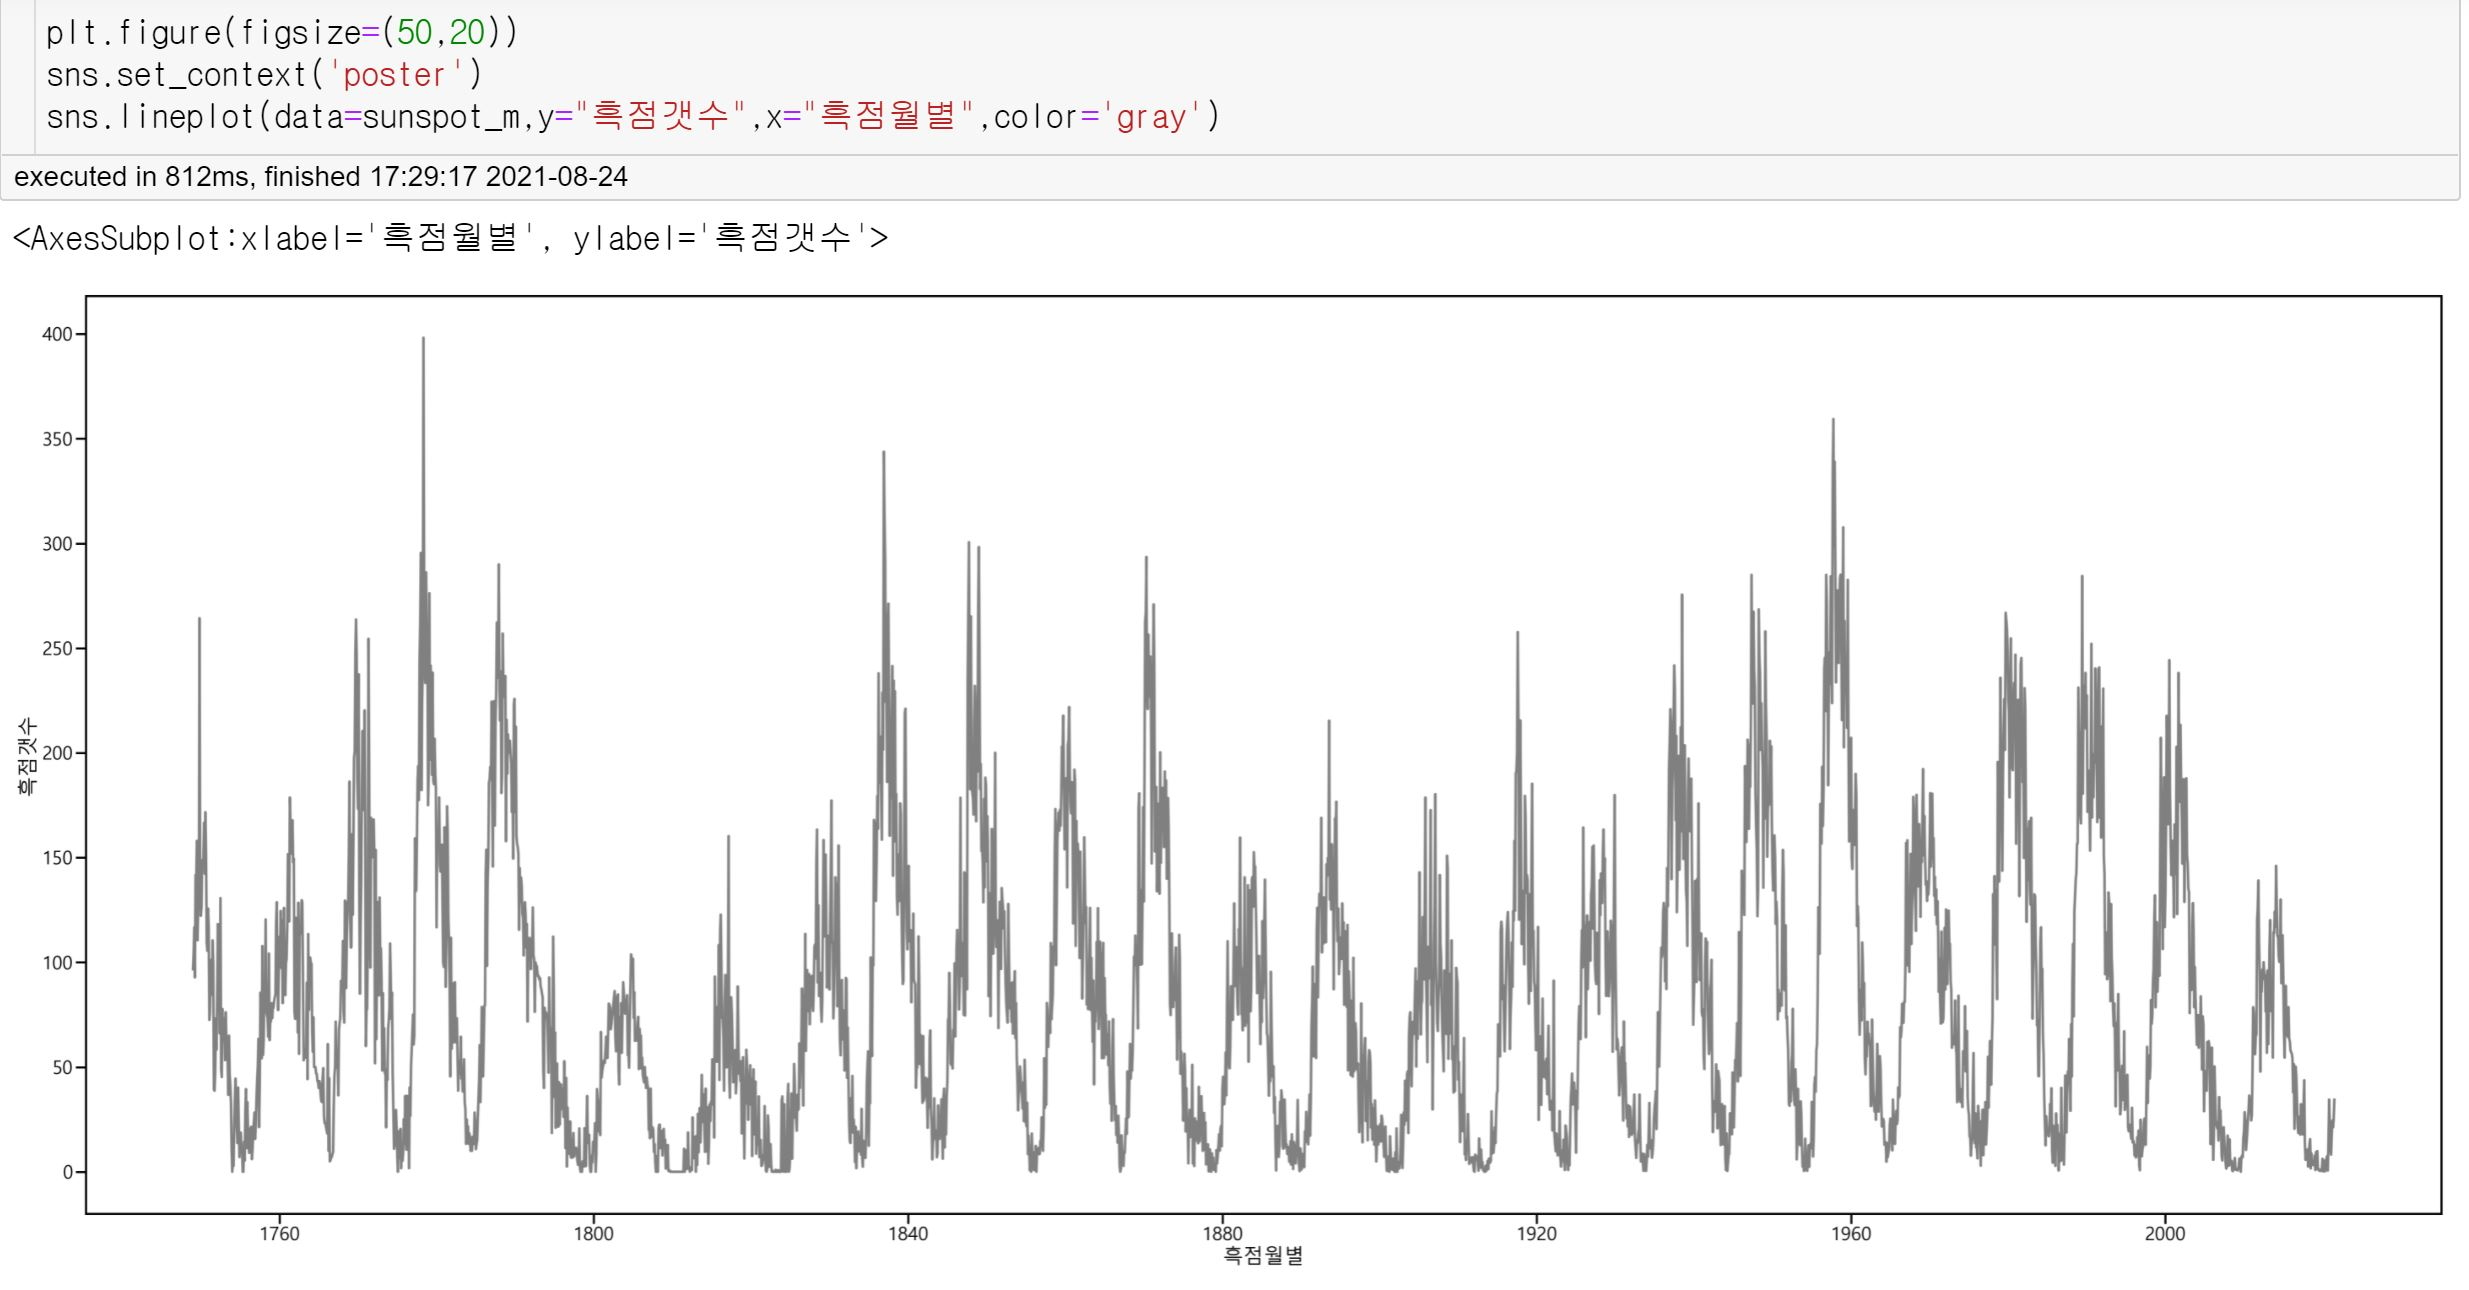 plt.figure(figsize=(50,20))
sns.set_context('poster')
sns.lineplot(data=sunspot_m,y="흑점갯수",x="흑점월별",color='gray')
executed in 812ms, finished 17:29:17 2021-08-24
<AxesSubplot:xlabel='흑점월별', ylabel='흑점갯수'>
400
350
300
250
200
150
100
50
0
흑점갯수
1760 1800 1840 1880 1920 1960 2000
흑점월별